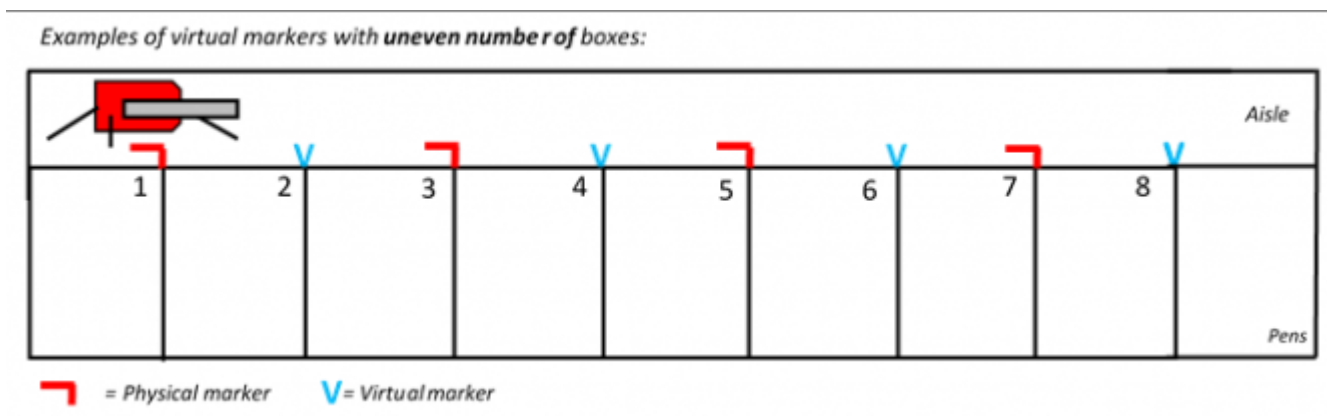 Examples of virtual markers with uneven number of boxes:
Aisle
1 2 3 4 5 6 7 8
Pens
= Physical marker V = Virtual marker